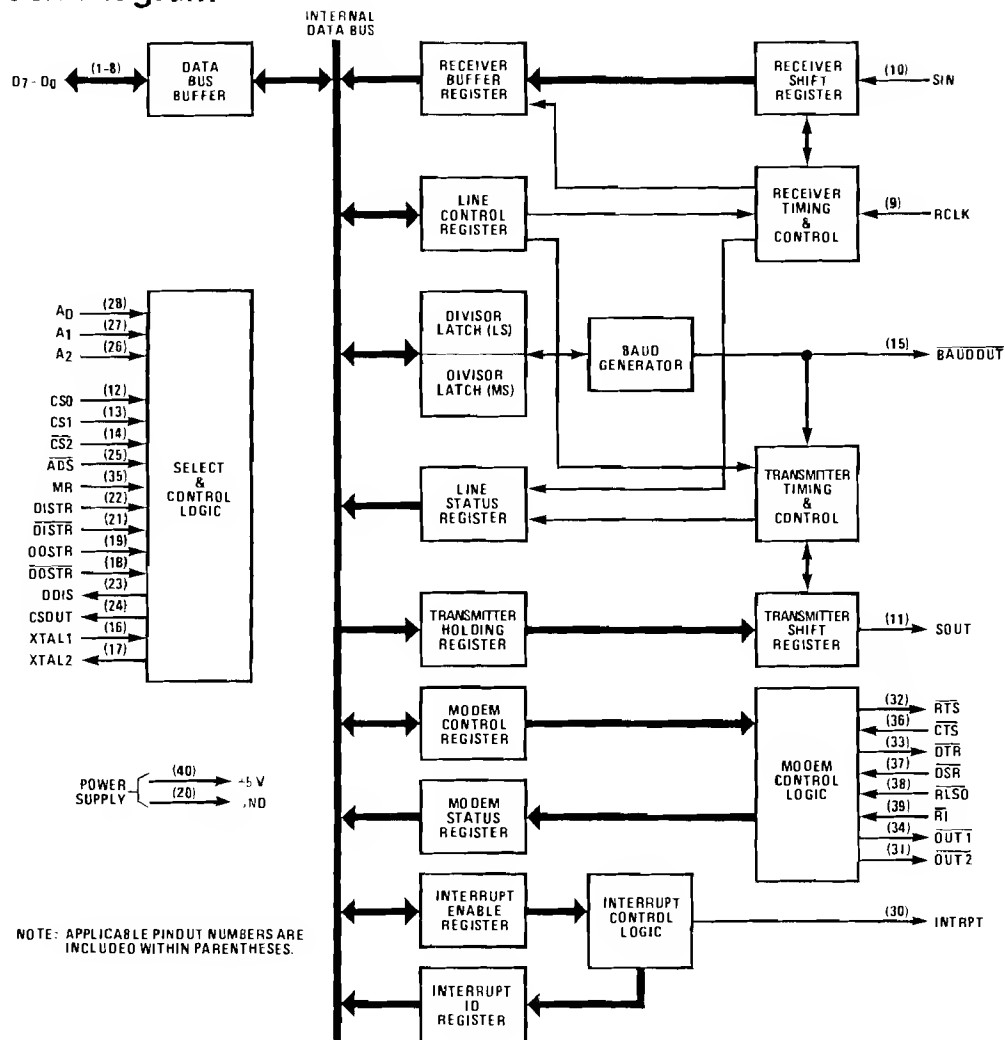 INTERNAL
DATA BUS
D7 - D0
(1-8)
DATA
BUS
BUFFER
RECEIVER
BUFFER
REGISTER
RECEIVER
SHIFT
REGISTER
(10)
SIN
LINE
CONTROL
REGISTER
RECEIVER
TIMING
&
CONTROL
(9)
RCLK
A0 (28)
A1 (27)
A2 (26)
CS0 (12)
CS1 (13)
CS2 (14)
ADS (25)
MR (35)
DISTR (22)
DISTR (21)
DOSTR (19)
DOSTR (18)
DDIS (23)
CSOUT (24)
XTAL1 (16)
XTAL2 (17)
SELECT
&
CONTROL
LOGIC
DIVISOR
LATCH (LS)
DIVISOR
LATCH (MS)
BAUD
GENERATOR
(15)
BAUDOUT
LINE
STATUS
REGISTER
TRANSMITTER
TIMING
&
CONTROL
TRANSMITTER
HOLDING
REGISTER
TRANSMITTER
SHIFT
REGISTER
(11)
SOUT
MODEM
CONTROL
REGISTER
MODEM
CONTROL
LOGIC
(32) RTS
(36) CTS
(33) DTR
(37) DSR
(38) RLSD
(39) RI
(34) OUT 1
(31) OUT 2
POWER
SUPPLY
(40) +5 V
(20)
MODEM
STATUS
REGISTER
INTERRUPT
ENABLE
REGISTER
INTERRUPT
CONTROL
LOGIC
(30)
INTRPT
NOTE: APPLICABLE PINOUT NUMBERS ARE
INCLUDED WITHIN PARENTHESES.
INTERRUPT
ID
REGISTER